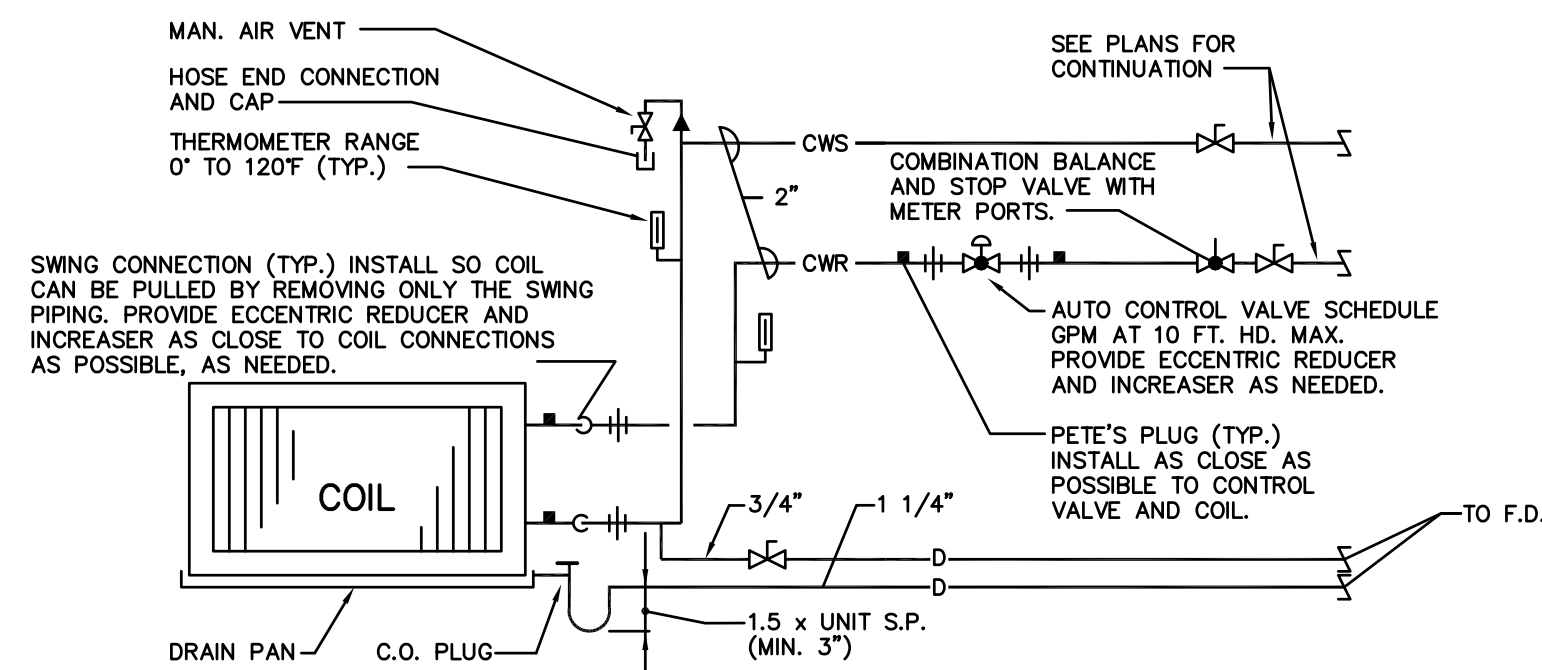 MAN. AIR VENT
HOSE END CONNECTION
AND CAP
THERMOMETER RANGE
0° TO 120°F (TYP.)
SEE PLANS FOR
CONTINUATION
CWS
2"
COMBINATION BALANCE
AND STOP VALVE WITH
METER PORTS.
CWR
SWING CONNECTION (TYP.) INSTALL SO COIL
CAN BE PULLED BY REMOVING ONLY THE SWING
PIPING. PROVIDE ECCENTRIC REDUCER AND
INCREASER AS CLOSE TO COIL CONNECTIONS
AS POSSIBLE, AS NEEDED.
AUTO CONTROL VALVE SCHEDULE
GPM AT 10 FT. HD. MAX.
PROVIDE ECCENTRIC REDUCER
AND INCREASER AS NEEDED.
PETE'S PLUG (TYP.)
INSTALL AS CLOSE AS
POSSIBLE TO CONTROL
VALVE AND COIL.
COIL
3/4"
1 1/4"
TO F.D.
D
D
1.5 x UNIT S.P.
(MIN. 3")
DRAIN PAN
C.O. PLUG